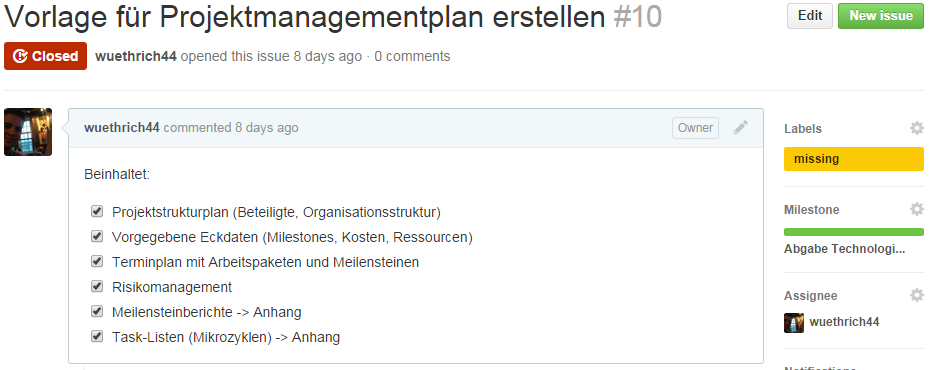 Vorlage für Projektmanagementplan erstellen #10
Edit
New issue
Closed
wuethrich44 opened this issue 8 days ago · 0 comments
wuethrich44 commented 8 days ago
Owner
Beinhaltet:
Projektstrukturplan (Beteiligte, Organisationsstruktur)
Vorgegebene Eckdaten (Milestones, Kosten, Ressourcen)
Terminplan mit Arbeitspaketen und Meilensteinen
Risikomanagement
Meilensteinberichte -> Anhang
Task-Listen (Mikrozyklen) -> Anhang
Labels
missing
Milestone
Abgabe Technologi...
Assignee
wuethrich44
Notifications